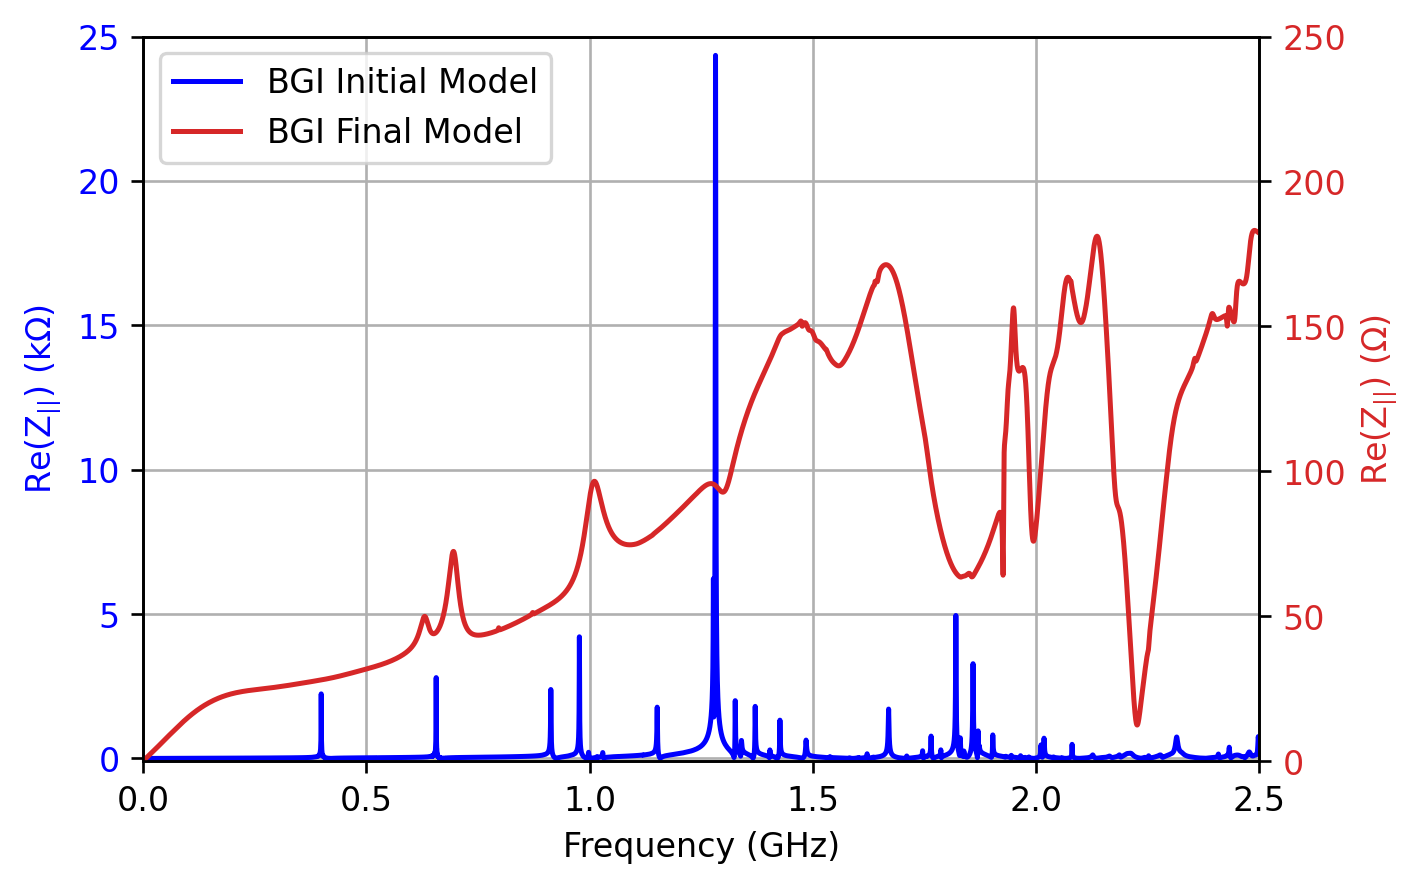 BGI Initial Model
BGI Final Model
25
20
15
10
5
0
Re(Z||) (kΩ)
250
200
150
100
50
0
Re(Z||) (Ω)
0.0 0.5 1.0 1.5 2.0 2.5
Frequency (GHz)